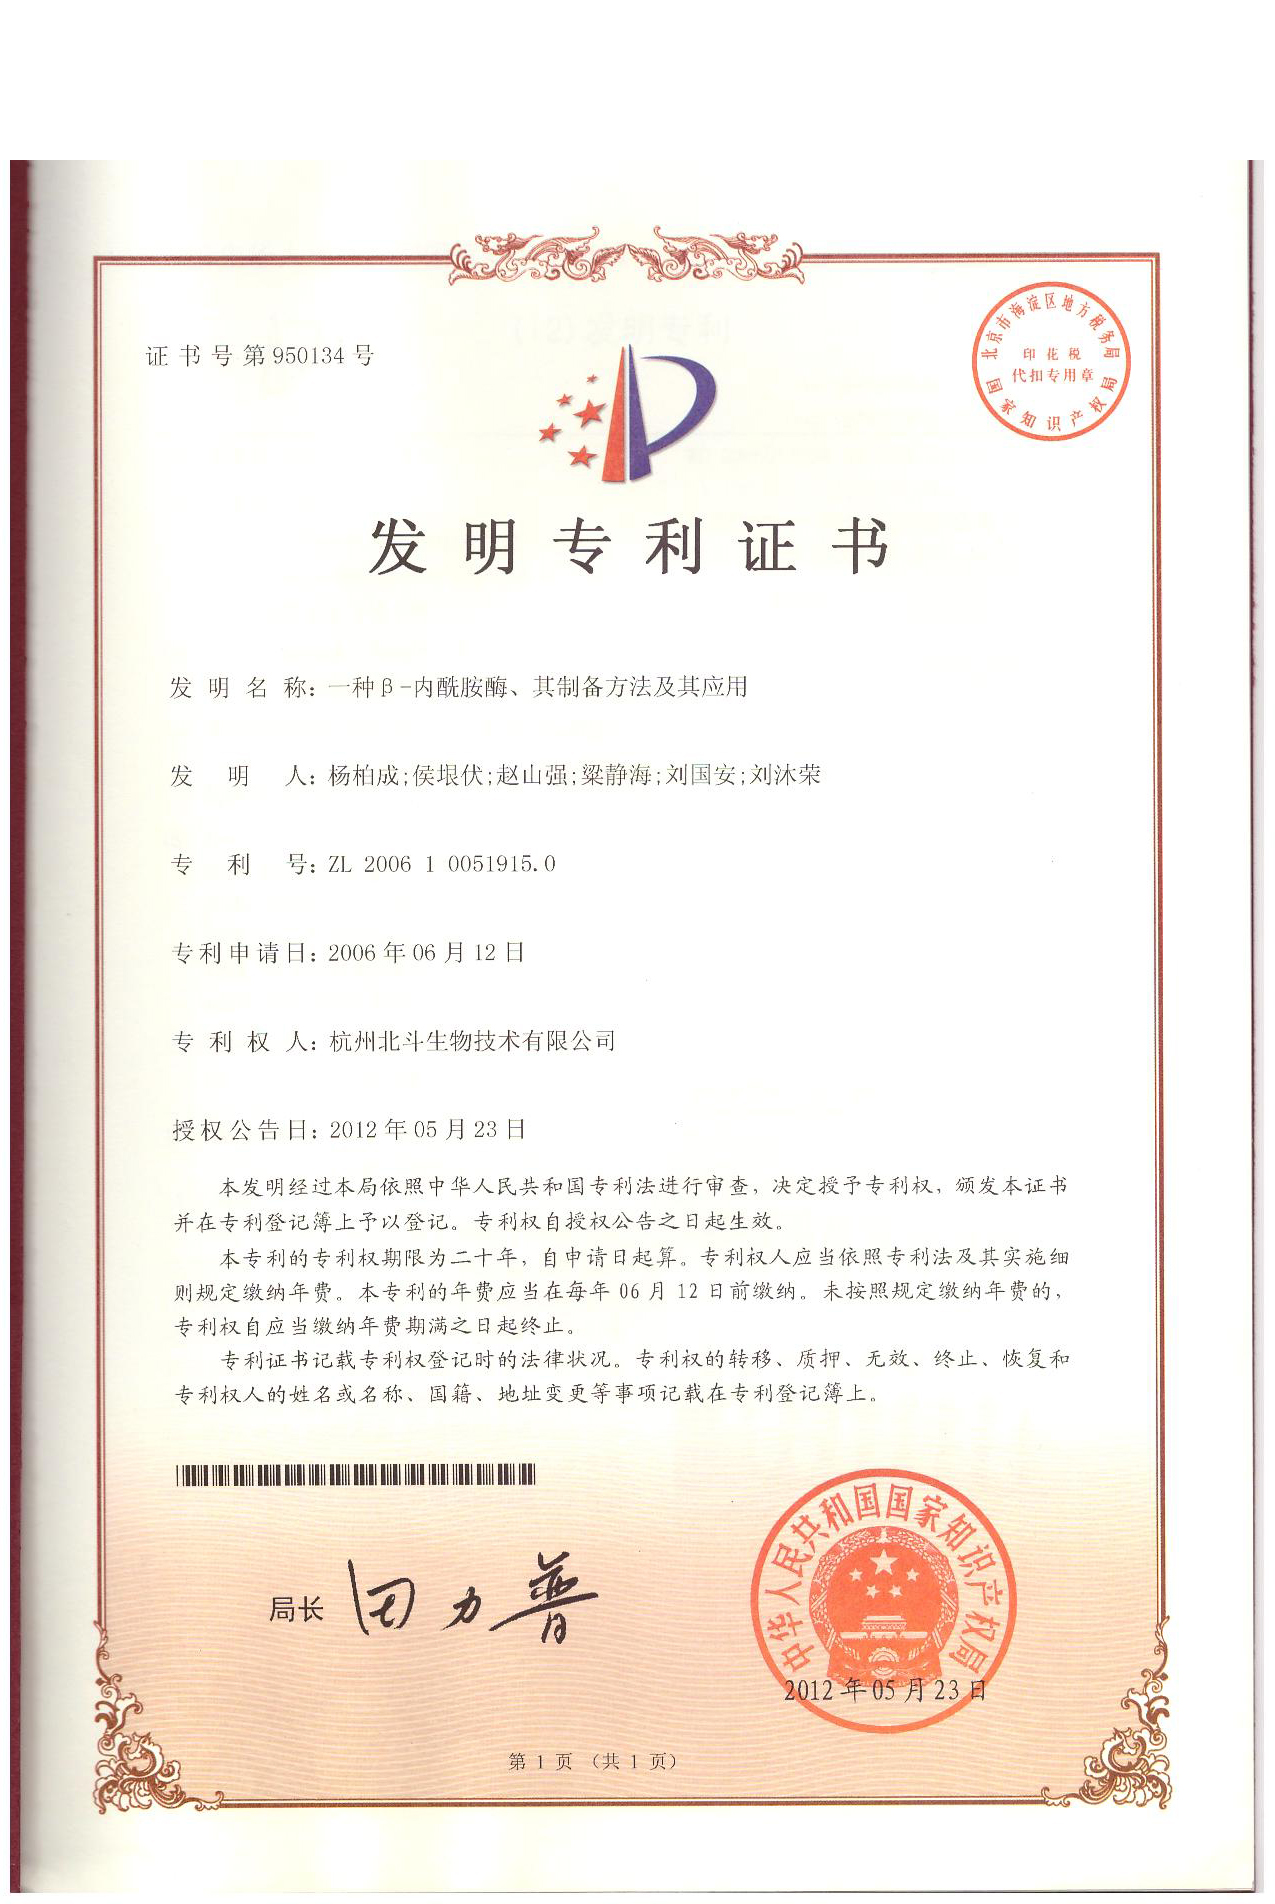 证书号第950134号
北京市海淀区地方税务局
印花税
代扣专用章
国家知识产权局
发明专利证书
发明名称：一种β-内酰胺酶、其制备方法及其应用
发明人：杨柏成;侯垠伏;赵山强;梁静海;刘国安;刘沐荣
专利号：ZL 2006 1 0051915.0
专利申请日：2006年06月12日
专利权人：杭州北斗生物技术有限公司
授权公告日：2012年05月23日
本发明经过本局依照中华人民共和国专利法进行审查，决定授予专利权，颁发本证书
并在专利登记簿上予以登记。专利权自授权公告之日起生效。
本专利的专利权期限为二十年，自申请日起算。专利权人应当依照专利法及其实施细
则规定缴纳年费。本专利的年费应当在每年06月12日前缴纳。未按照规定缴纳年费的，
专利权自应当缴纳年费期满之日起终止。
专利证书记载专利权登记时的法律状况。专利权的转移、质押、无效、终止、恢复和
专利权人的姓名或名称、国籍、地址变更等事项记载在专利登记簿上。
局长 田力普
中华人民共和国国家知识产权局
2012年05月23日
第1页（共1页）